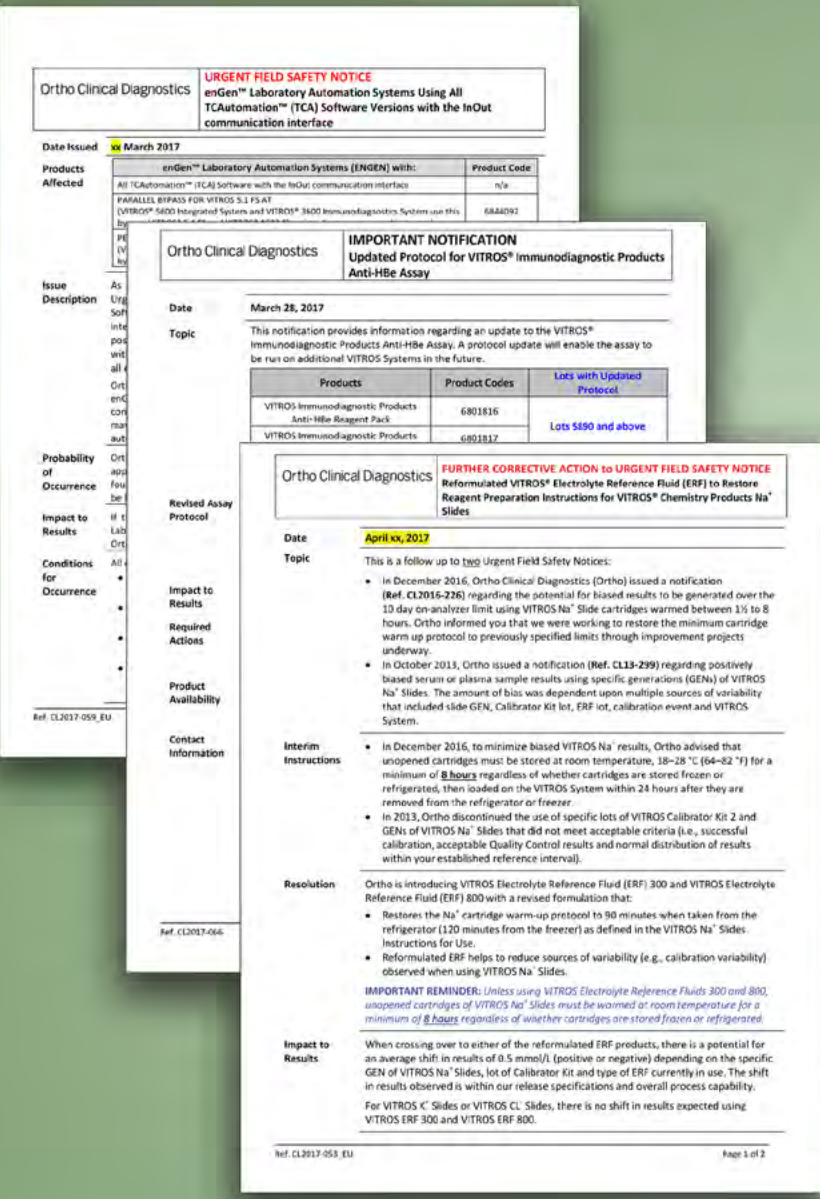 Ortho Clinical Diagnostics
URGENT FIELD SAFETY NOTICE
enGen™ Laboratory Automation Systems Using All
TCAutomation™ (TCA) Software Versions with the InOut
communication interface
Date Issued xx March 2017
Products
Affected
enGen™ Laboratory Automation Systems (ENGEN) with: Product Code
All TCAutomation™ (TCA) Software with the InOut communication interface n/a
PARALLEL BYPASS FOR VITROS 5.1 FS AT
(VITROS® 5600 Integrated System and VITROS® 3600 Immunodiagnostics System use this 6844092
Issue
Description
As
Urg
Soft
inte
pos
with
all
Ort
enG
con
ma
aut
Probability
of
Occurrence
Ort
app
fou
be
Impact to
Results
If t
Lab
Ort
Conditions
for
Occurrence
All
Ref. CL2017-059_EU
Ortho Clinical Diagnostics
IMPORTANT NOTIFICATION
Updated Protocol for VITROS® Immunodiagnostic Products
Anti-HBe Assay
Date March 28, 2017
Topic This notification provides information regarding an update to the VITROS®
Immunodiagnostic Products Anti-HBe Assay. A protocol update will enable the assay to
be run on additional VITROS Systems in the future.
Products Product Codes Lots with Updated
Protocol
VITROS Immunodiagnostic Products
Anti-HBe Reagent Pack 6801816
VITROS Immunodiagnostic Products 6801817
Lots 5890 and above
Revised Assay
Protocol
Impact to
Results
Required
Actions
Product
Availability
Contact
Information
Ref. CL2017-066
Ortho Clinical Diagnostics
FURTHER CORRECTIVE ACTION to URGENT FIELD SAFETY NOTICE
Reformulated VITROS® Electrolyte Reference Fluid (ERF) to Restore
Reagent Preparation Instructions for VITROS® Chemistry Products Na⁺
Slides
Date April xx, 2017
Topic This is a follow up to two Urgent Field Safety Notices:
• In December 2016, Ortho Clinical Diagnostics (Ortho) issued a notification
(Ref. CL2016-226) regarding the potential for biased results to be generated over the
10 day on-analyzer limit using VITROS Na⁺ Slide cartridges warmed between 1½ to 8
hours. Ortho informed you that we were working to restore the minimum cartridge
warm up protocol to previously specified limits through improvement projects
underway.
• In October 2013, Ortho issued a notification (Ref. CL13-299) regarding positively
biased serum or plasma sample results using specific generations (GENs) of VITROS
Na⁺ Slides. The amount of bias was dependent upon multiple sources of variability
that included slide GEN, Calibrator Kit lot, ERF lot, calibration event and VITROS
System.
Interim
Instructions
• In December 2016, to minimize biased VITROS Na⁺ results, Ortho advised that
unopened cartridges must be stored at room temperature, 18–28 °C (64–82 °F) for a
minimum of 8 hours regardless of whether cartridges are stored frozen or
refrigerated, then loaded on the VITROS System within 24 hours after they are
removed from the refrigerator or freezer.
• In 2013, Ortho discontinued the use of specific lots of VITROS Calibrator Kit 2 and
GENs of VITROS Na⁺ Slides that did not meet acceptable criteria (i.e., successful
calibration, acceptable Quality Control results and normal distribution of results
within your established reference interval).
Resolution Ortho is introducing VITROS Electrolyte Reference Fluid (ERF) 300 and VITROS Electrolyte
Reference Fluid (ERF) 800 with a revised formulation that:
• Restores the Na⁺ cartridge warm-up protocol to 90 minutes when taken from the
refrigerator (120 minutes from the freezer) as defined in the VITROS Na⁺ Slides
Instructions for Use.
• Reformulated ERF helps to reduce sources of variability (e.g., calibration variability)
observed when using VITROS Na⁺ Slides.
IMPORTANT REMINDER: Unless using VITROS Electrolyte Reference Fluids 300 and 800,
unopened cartridges of VITROS Na⁺ Slides must be warmed at room temperature for a
minimum of 8 hours regardless of whether cartridges are stored frozen or refrigerated.
Impact to
Results
When crossing over to either of the reformulated ERF products, there is a potential for
an average shift in results of 0.5 mmol/L (positive or negative) depending on the specific
GEN of VITROS Na⁺ Slides, lot of Calibrator Kit and type of ERF currently in use. The shift
in results observed is within our release specifications and overall process capability.
For VITROS K⁺ Slides or VITROS CL⁻ Slides, there is no shift in results expected using
VITROS ERF 300 and VITROS ERF 800.
Ref. CL2017-053_EU Page 1 of 2